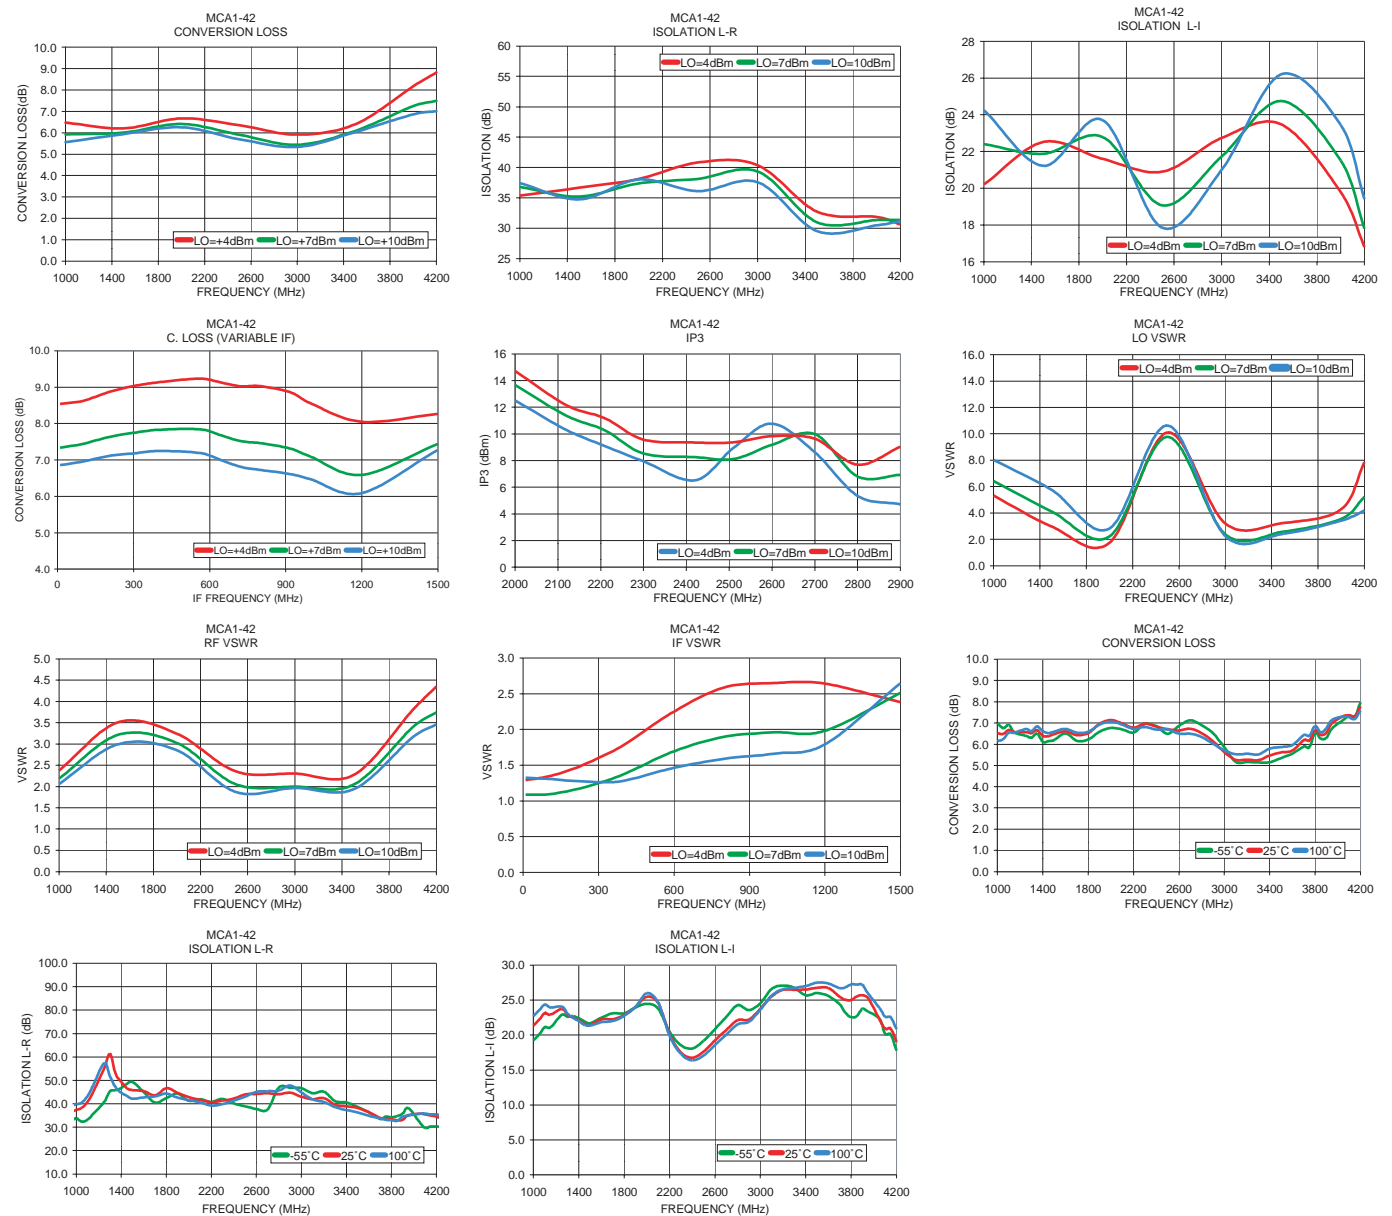 MCA1-42
CONVERSION LOSS
10.0
9.0
8.0
7.0
6.0
5.0
4.0
3.0
2.0
1.0
0.0
CONVERSION LOSS(dB)
LO=+4dBm LO=+7dBm LO=+10dBm
1000 1400 1800 2200 2600 3000 3400 3800 4200
FREQUENCY (MHz)
MCA1-42
ISOLATION L-R
60
55
50
45
40
35
30
25
ISOLATION (dB)
LO=4dBm LO=7dBm LO=10dBm
1000 1400 1800 2200 2600 3000 3400 3800 4200
FREQUENCY (MHz)
MCA1-42
ISOLATION L-I
28
26
24
22
20
18
16
ISOLATION (dB)
LO=4dBm LO=7dBm LO=10dBm
1000 1400 1800 2200 2600 3000 3400 3800 4200
FREQUENCY (MHz)
MCA1-42
C. LOSS (VARIABLE IF)
10.0
9.0
8.0
7.0
6.0
5.0
4.0
CONVERSION LOSS (dB)
LO=+4dBm LO=+7dBm LO=+10dBm
0 300 600 900 1200 1500
IF FREQUENCY (MHz)
MCA1-42
IP3
16
14
12
10
8
6
4
2
0
IP3 (dBm)
LO=4dBm LO=7dBm LO=10dBm
2000 2100 2200 2300 2400 2500 2600 2700 2800 2900
FREQUENCY (MHz)
MCA1-42
LO VSWR
16.0
14.0
12.0
10.0
8.0
6.0
4.0
2.0
0.0
VSWR
LO=4dBm LO=7dBm LO=10dBm
1000 1400 1800 2200 2600 3000 3400 3800 4200
FREQUENCY (MHz)
MCA1-42
RF VSWR
5.0
4.5
4.0
3.5
3.0
2.5
2.0
1.5
1.0
0.5
0.0
VSWR
LO=4dBm LO=7dBm LO=10dBm
1000 1400 1800 2200 2600 3000 3400 3800 4200
FREQUENCY (MHz)
MCA1-42
IF VSWR
3.0
2.5
2.0
1.5
1.0
0.5
0.0
VSWR
LO=4dBm LO=7dBm LO=10dBm
0 300 600 900 1200 1500
FREQUENCY (MHz)
MCA1-42
CONVERSION LOSS
10.0
9.0
8.0
7.0
6.0
5.0
4.0
3.0
2.0
1.0
0.0
CONVERSION LOSS (dB)
-55°C 25°C 100°C
1000 1400 1800 2200 2600 3000 3400 3800 4200
FREQUENCY (MHz)
MCA1-42
ISOLATION L-R
100.0
90.0
80.0
70.0
60.0
50.0
40.0
30.0
20.0
10.0
ISOLATION L-R (dB)
-55°C 25°C 100°C
1000 1400 1800 2200 2600 3000 3400 3800 4200
FREQUENCY (MHz)
MCA1-42
ISOLATION L-I
30.0
25.0
20.0
15.0
10.0
5.0
0.0
ISOLATION L-I (dB)
-55°C 25°C 100°C
1000 1400 1800 2200 2600 3000 3400 3800 4200
FREQUENCY (MHz)